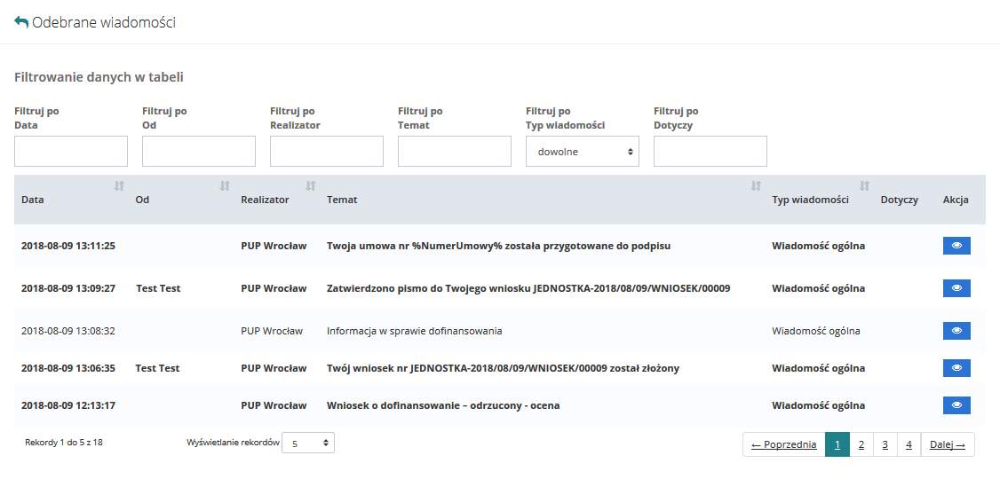 Odebrane wiadomości
Filtrowanie danych w tabeli
Filtruj po Data
Filtruj po Od
Filtruj po Realizator
Filtruj po Temat
Filtruj po Typ wiadomości
Filtruj po Dotyczy
dowolne
Data Od Realizator Temat Typ wiadomości Dotyczy Akcja
2018-08-09 13:11:25 PUP Wrocław Twoja umowa nr %NumerUmowy% została przygotowane do podpisu Wiadomość ogólna
2018-08-09 13:09:27 Test Test PUP Wrocław Zatwierdzono pismo do Twojego wniosku JEDNOSTKA-2018/08/09/WNIOSEK/00009 Wiadomość ogólna
2018-08-09 13:08:32 PUP Wrocław Informacja w sprawie dofinansowania Wiadomość ogólna
2018-08-09 13:06:35 Test Test PUP Wrocław Twój wniosek nr JEDNOSTKA-2018/08/09/WNIOSEK/00009 został złożony Wiadomość ogólna
2018-08-09 12:13:17 PUP Wrocław Wniosek o dofinansowanie – odrzucony - ocena Wiadomość ogólna
Rekordy 1 do 5 z 18 Wyświetlanie rekordów 5 ← Poprzednia 1 2 3 4 Dalej →